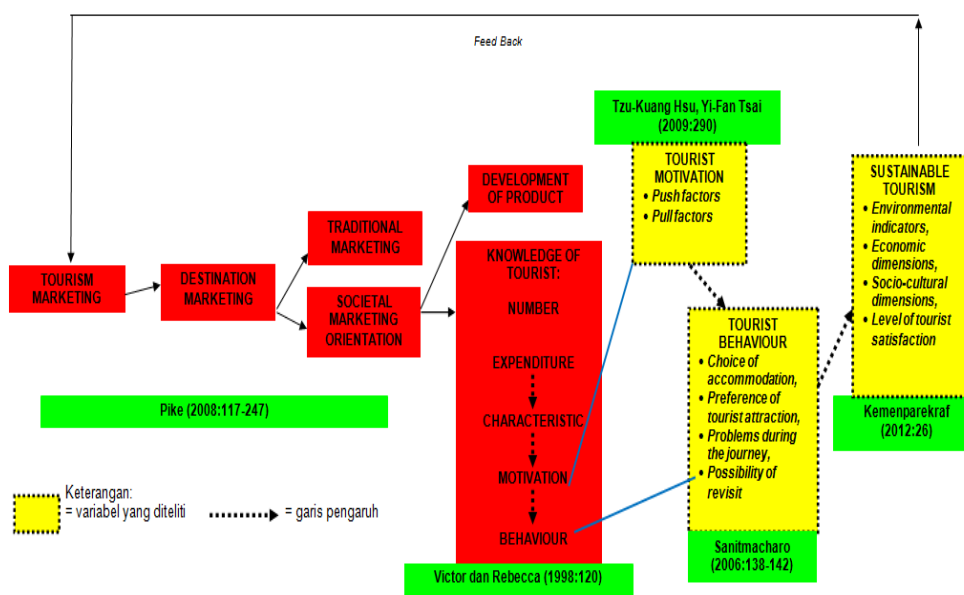 Feed Back
Tzu-Kuang Hsu, Yi-Fan Tsai
(2009:290)
TOURIST
MOTIVATION
• Push factors
• Pull factors
SUSTAINABLE
TOURISM
• Environmental
indicators,
• Economic
dimensions,
• Socio-cultural
dimensions,
• Level of tourist
satisfaction
Kemenparekraf
(2012:26)
DEVELOPMENT
OF PRODUCT
TRADITIONAL
MARKETING
TOURISM
MARKETING
DESTINATION
MARKETING
SOCIETAL
MARKETING
ORIENTATION
KNOWLEDGE OF
TOURIST:
NUMBER
EXPENDITURE
CHARACTERISTIC
MOTIVATION
BEHAVIOUR
TOURIST
BEHAVIOUR
• Choice of
accommodation,
• Preference of
tourist attraction,
• Problems during
the journey,
• Possibility of
revisit
Sanitmacharo
(2006:138-142)
Pike (2008:117-247)
Victor dan Rebecca (1998:120)
Keterangan:
= variabel yang diteliti
= garis pengaruh